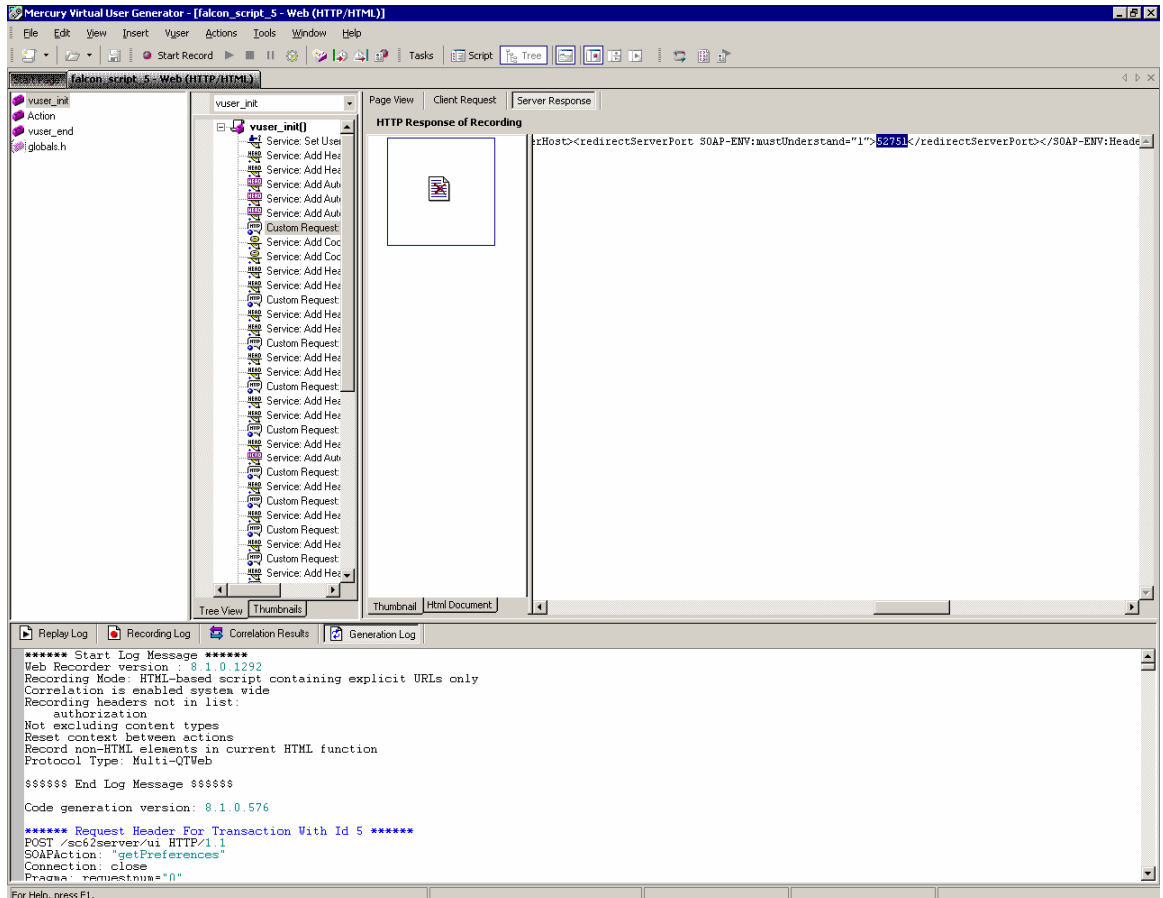 Mercury Virtual User Generator - [falcon_script_5 - Web (HTTP/HTML)]
File Edit View Insert Vuser Actions Tools Window Help
Start Record Tasks Script Tree
Start Page falcon_script_5 - Web (HTTP/HTML)
vuser_init
Action
vuser_end
globals.h
vuser_init
vuser_init()
Service: Set User
Service: Add Hea
Service: Add Hea
Service: Add Aut
Service: Add Aut
Service: Add Aut
Custom Request:
Service: Add Coo
Service: Add Coo
Service: Add Hea
Service: Add Hea
Custom Request:
Service: Add Hea
Service: Add Hea
Custom Request:
Service: Add Hea
Service: Add Hea
Custom Request:
Service: Add Hea
Service: Add Hea
Custom Request:
Service: Add Hea
Service: Add Aut
Custom Request:
Service: Add Hea
Custom Request:
Service: Add Hea
Custom Request:
Service: Add Hea
Custom Request:
Service: Add Hea
Tree View Thumbnails
Page View Client Request Server Response
HTTP Response of Recording
erHost><redirectServerPort SOAP-ENV:mustUnderstand="1">52751</redirectServerPort></SOAP-ENV:Heade
Thumbnail Html Document
Replay Log Recording Log Correlation Results Generation Log
****** Start Log Message ******
Web Recorder version : 8.1.0.1292
Recording Mode: HTML-based script containing explicit URLs only
Correlation is enabled system wide
Recording headers not in list:
authorization
Not excluding content types
Reset context between actions
Record non-HTML elements in current HTML function
Protocol Type: Multi-QTWeb
$$$$$$ End Log Message $$$$$$
Code generation version: 8.1.0.576
****** Request Header For Transaction With Id 5 ******
POST /sc62server/ui HTTP/1.1
SOAPAction: "getPreferences"
Connection: close
Pragma: requestnum="0"
For Help, press F1.